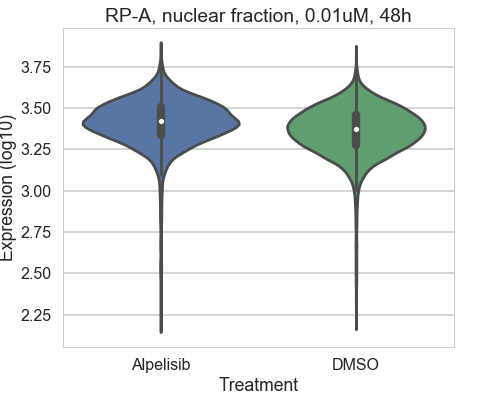 RP-A, nuclear fraction, 0.01uM, 48h
Expression (log10)
3.75
3.50
3.25
3.00
2.75
2.50
2.25
Alpelisib DMSO
Treatment